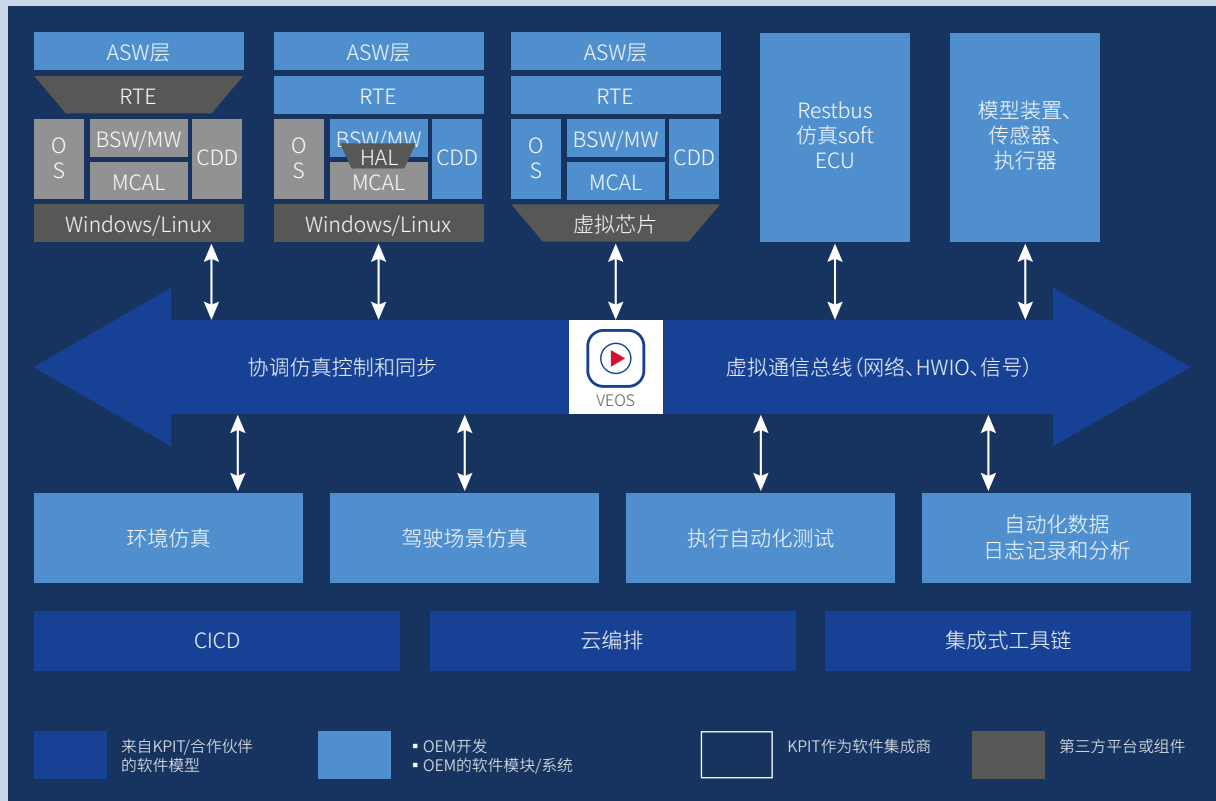 ASW层
RTE
O
S
BSW/MW
MCAL
CDD
Windows/Linux
ASW层
RTE
O
S
BSW/MW
HAL
MCAL
CDD
Windows/Linux
ASW层
RTE
O
S
BSW/MW
MCAL
CDD
虚拟芯片
Restbus
仿真soft
ECU
模型装置、
传感器、
执行器
协调仿真控制和同步
VEOS
虚拟通信总线（网络、HWIO、信号）
环境仿真
驾驶场景仿真
执行自动化测试
自动化数据
日志记录和分析
CICD
云编排
集成式工具链
来自KPIT/合作伙伴
的软件模型
▪ OEM开发
▪ OEM的软件模块/系统
KPIT作为软件集成商
第三方平台或组件